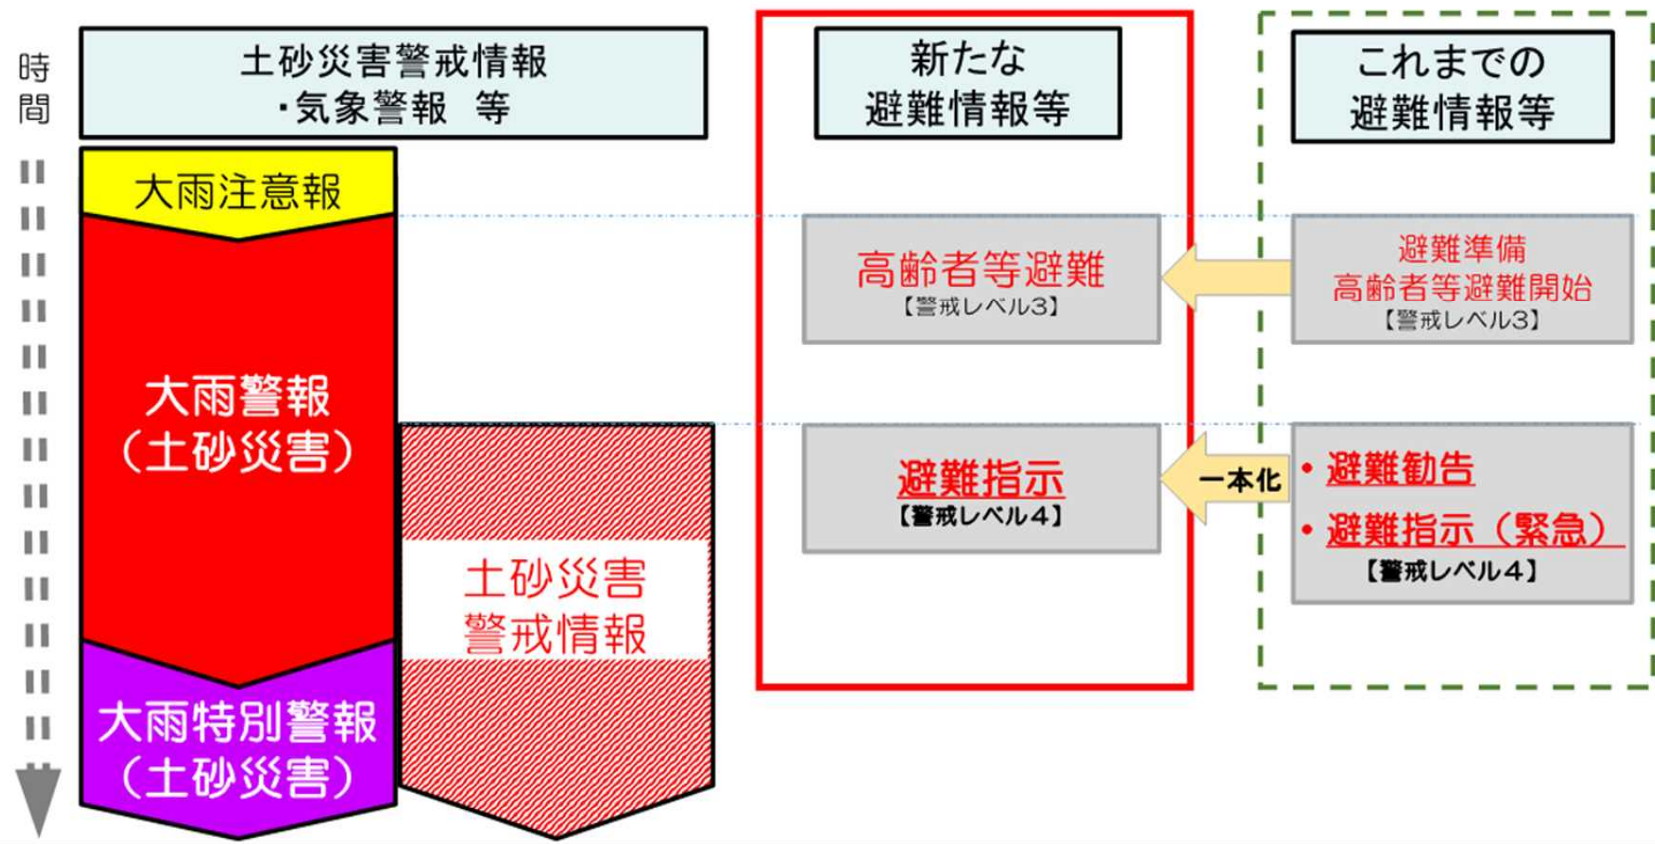 時
間
土砂災害警戒情報
・気象警報 等
新たな
避難情報等
これまでの
避難情報等
大雨注意報
高齢者等避難
【警戒レベル3】
避難準備
高齢者等避難開始
【警戒レベル3】
大雨警報
(土砂災害)
避難指示
【警戒レベル4】
一本化
・避難勧告
・避難指示(緊急)
【警戒レベル4】
土砂災害
警戒情報
大雨特別警報
(土砂災害)